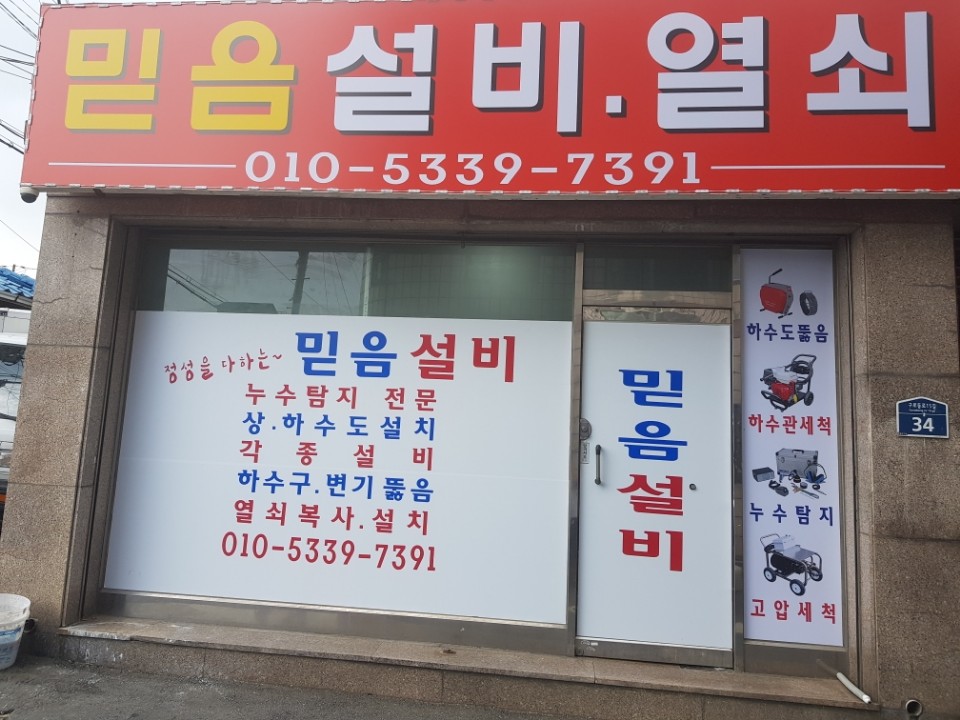 믿음설비.열쇠
010-5339-7391
정성을 다하는~ 믿음설비
누수탐지 전문
상.하수도설치
각종설비
하수구.변기뚫음
열쇠복사.설치
010-5339-7391
믿음설비
하수도뚫음
하수관세척
누수탐지
고압세척
34